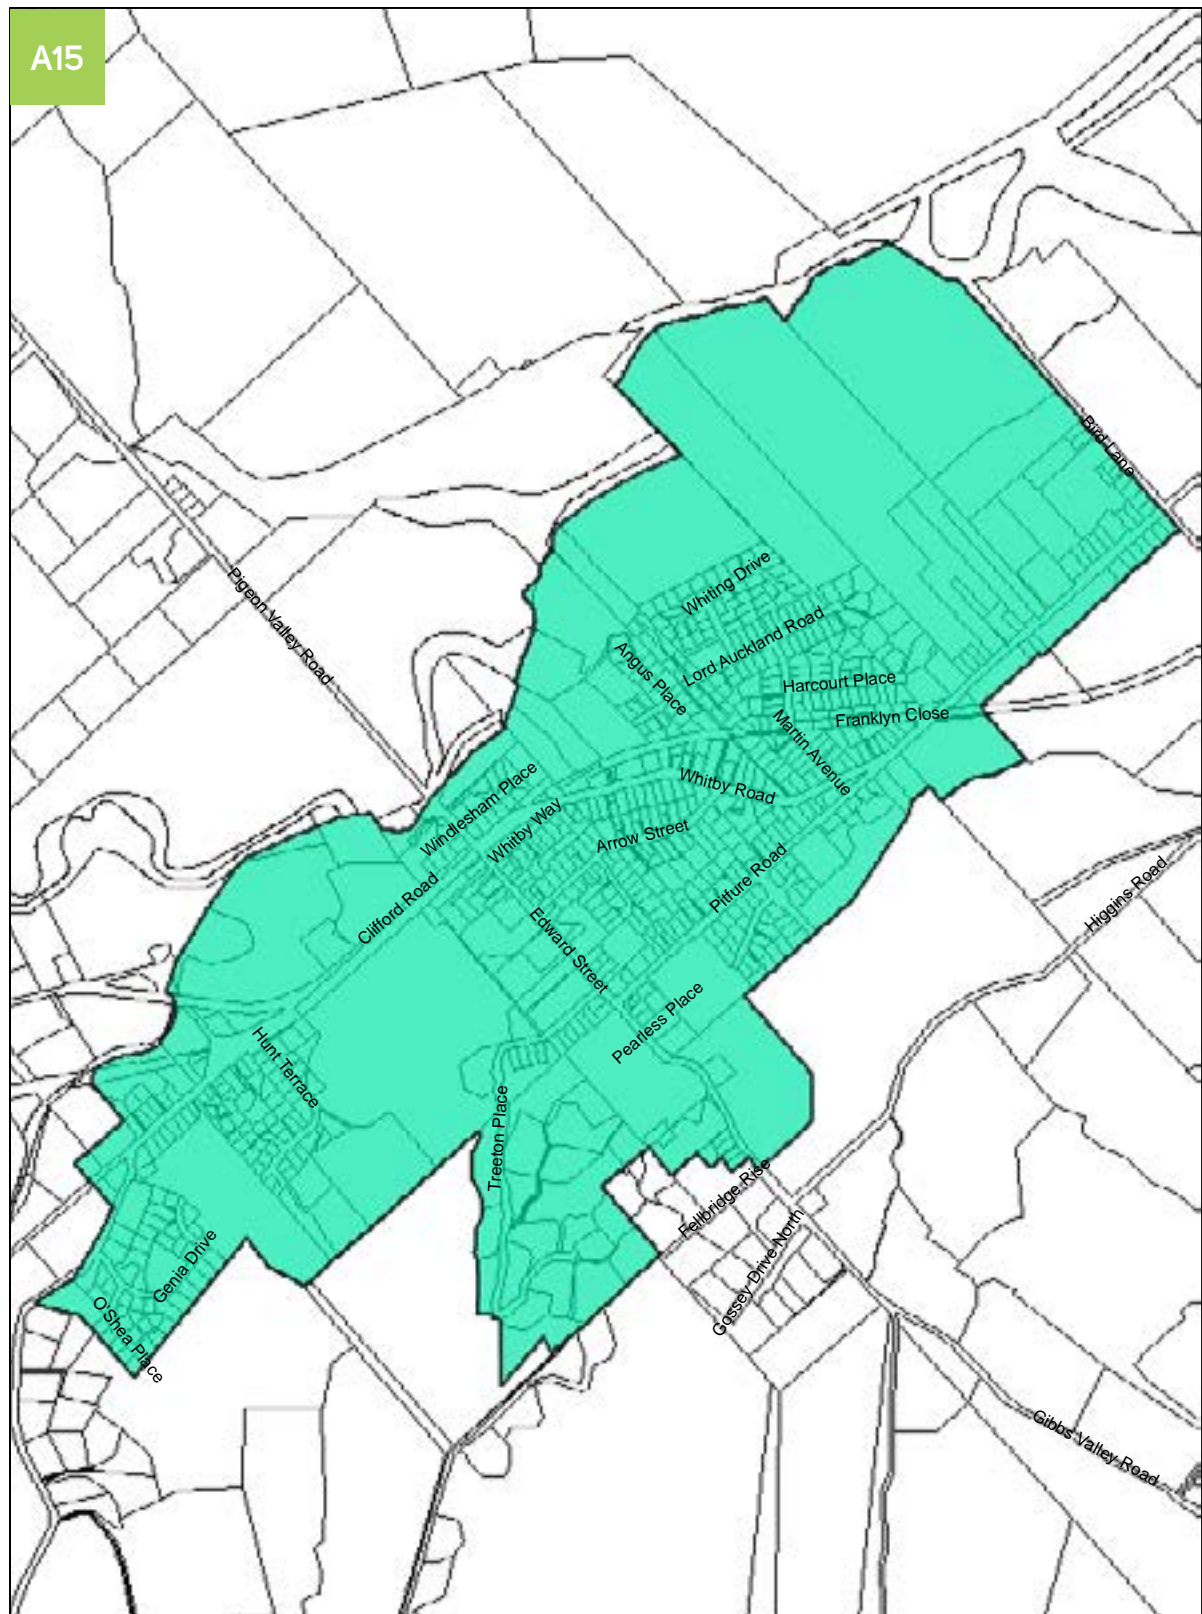 A15
Bird Lane
Whiting Drive
Pigeon Valley Road
Lord Auckland Road
Angus Place
Harcourt Place
Franklyn Close
Martin Avenue
Whitby Road
Windlesham Place
Whitby Way
Arrow Street
Pitfure Road
Clifford Road
Higgins Road
Edward Street
Pearless Place
Hunt Terrace
Treeton Place
Fellbridge Rise
Gossey Drive North
Genia Drive
O'Shea Place
Gibbs Valley Road